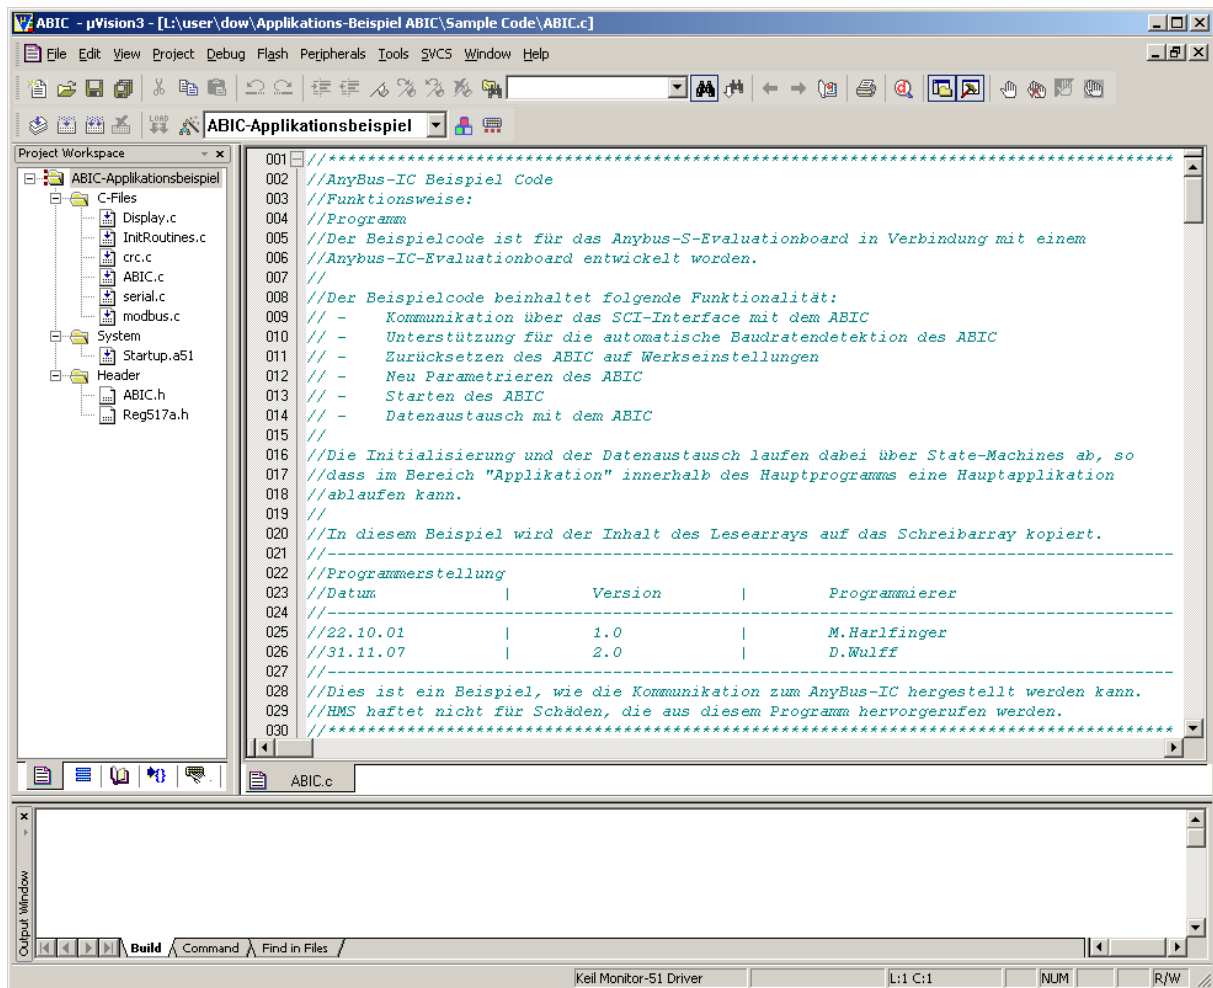 ABIC - µVision3 - [L:\user\dow\Applikations-Beispiel ABIC\Sample Code\ABIC.c]
File Edit View Project Debug Flash Peripherals Tools SVCS Window Help
LOAD
ABIC-Applikationsbeispiel
Project Workspace
ABIC-Applikationsbeispiel
C-Files
Display.c
InitRoutines.c
crc.c
ABIC.c
serial.c
modbus.c
System
Startup.a51
Header
ABIC.h
Reg517a.h
001 //**************************************************************************************
002 //AnyBus-IC Beispiel Code
003 //Funktionsweise:
004 //Programm
005 //Der Beispielcode ist für das Anybus-S-Evaluationboard in Verbindung mit einem
006 //Anybus-IC-Evaluationboard entwickelt worden.
007 //
008 //Der Beispielcode beinhaltet folgende Funktionalität:
009 // - Kommunikation über das SCI-Interface mit dem ABIC
010 // - Unterstützung für die automatische Baudratendetektion des ABIC
011 // - Zurücksetzen des ABIC auf Werkseinstellungen
012 // - Neu Parametrieren des ABIC
013 // - Starten des ABIC
014 // - Datenaustausch mit dem ABIC
015 //
016 //Die Initialisierung und der Datenaustausch laufen dabei über State-Machines ab, so
017 //dass im Bereich "Applikation" innerhalb des Hauptprogramms eine Hauptapplikation
018 //ablaufen kann.
019 //
020 //In diesem Beispiel wird der Inhalt des Lesearrays auf das Schreibarray kopiert.
021 //--------------------------------------------------------------------------------------
022 //Programmerstellung
023 //Datum | Version | Programmierer
024 //--------------------------------------------------------------------------------------
025 //22.10.01 | 1.0 | M.Harlfinger
026 //31.11.07 | 2.0 | D.Wulff
027 //--------------------------------------------------------------------------------------
028 //Dies ist ein Beispiel, wie die Kommunikation zum AnyBus-IC hergestellt werden kann.
029 //HMS haftet nicht für Schäden, die aus diesem Programm hervorgerufen werden.
030 //**************************************************************************************
ABIC.c
Output Window
Build Command Find in Files
Keil Monitor-51 Driver L:1 C:1 NUM R/W